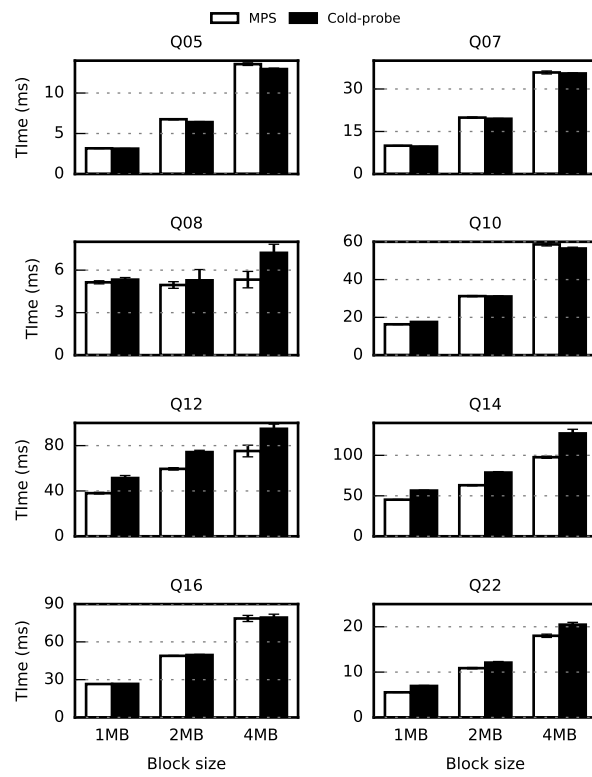 MPS Cold-probe
Q05 Q07
TIme (ms)
10
5
0
30
15
0
Q08 Q10
TIme (ms)
6
3
0
60
40
20
0
Q12 Q14
TIme (ms)
80
40
0
100
50
0
Q16 Q22
TIme (ms)
90
60
30
0
20
10
0
1MB 2MB 4MB 1MB 2MB 4MB
Block size Block size